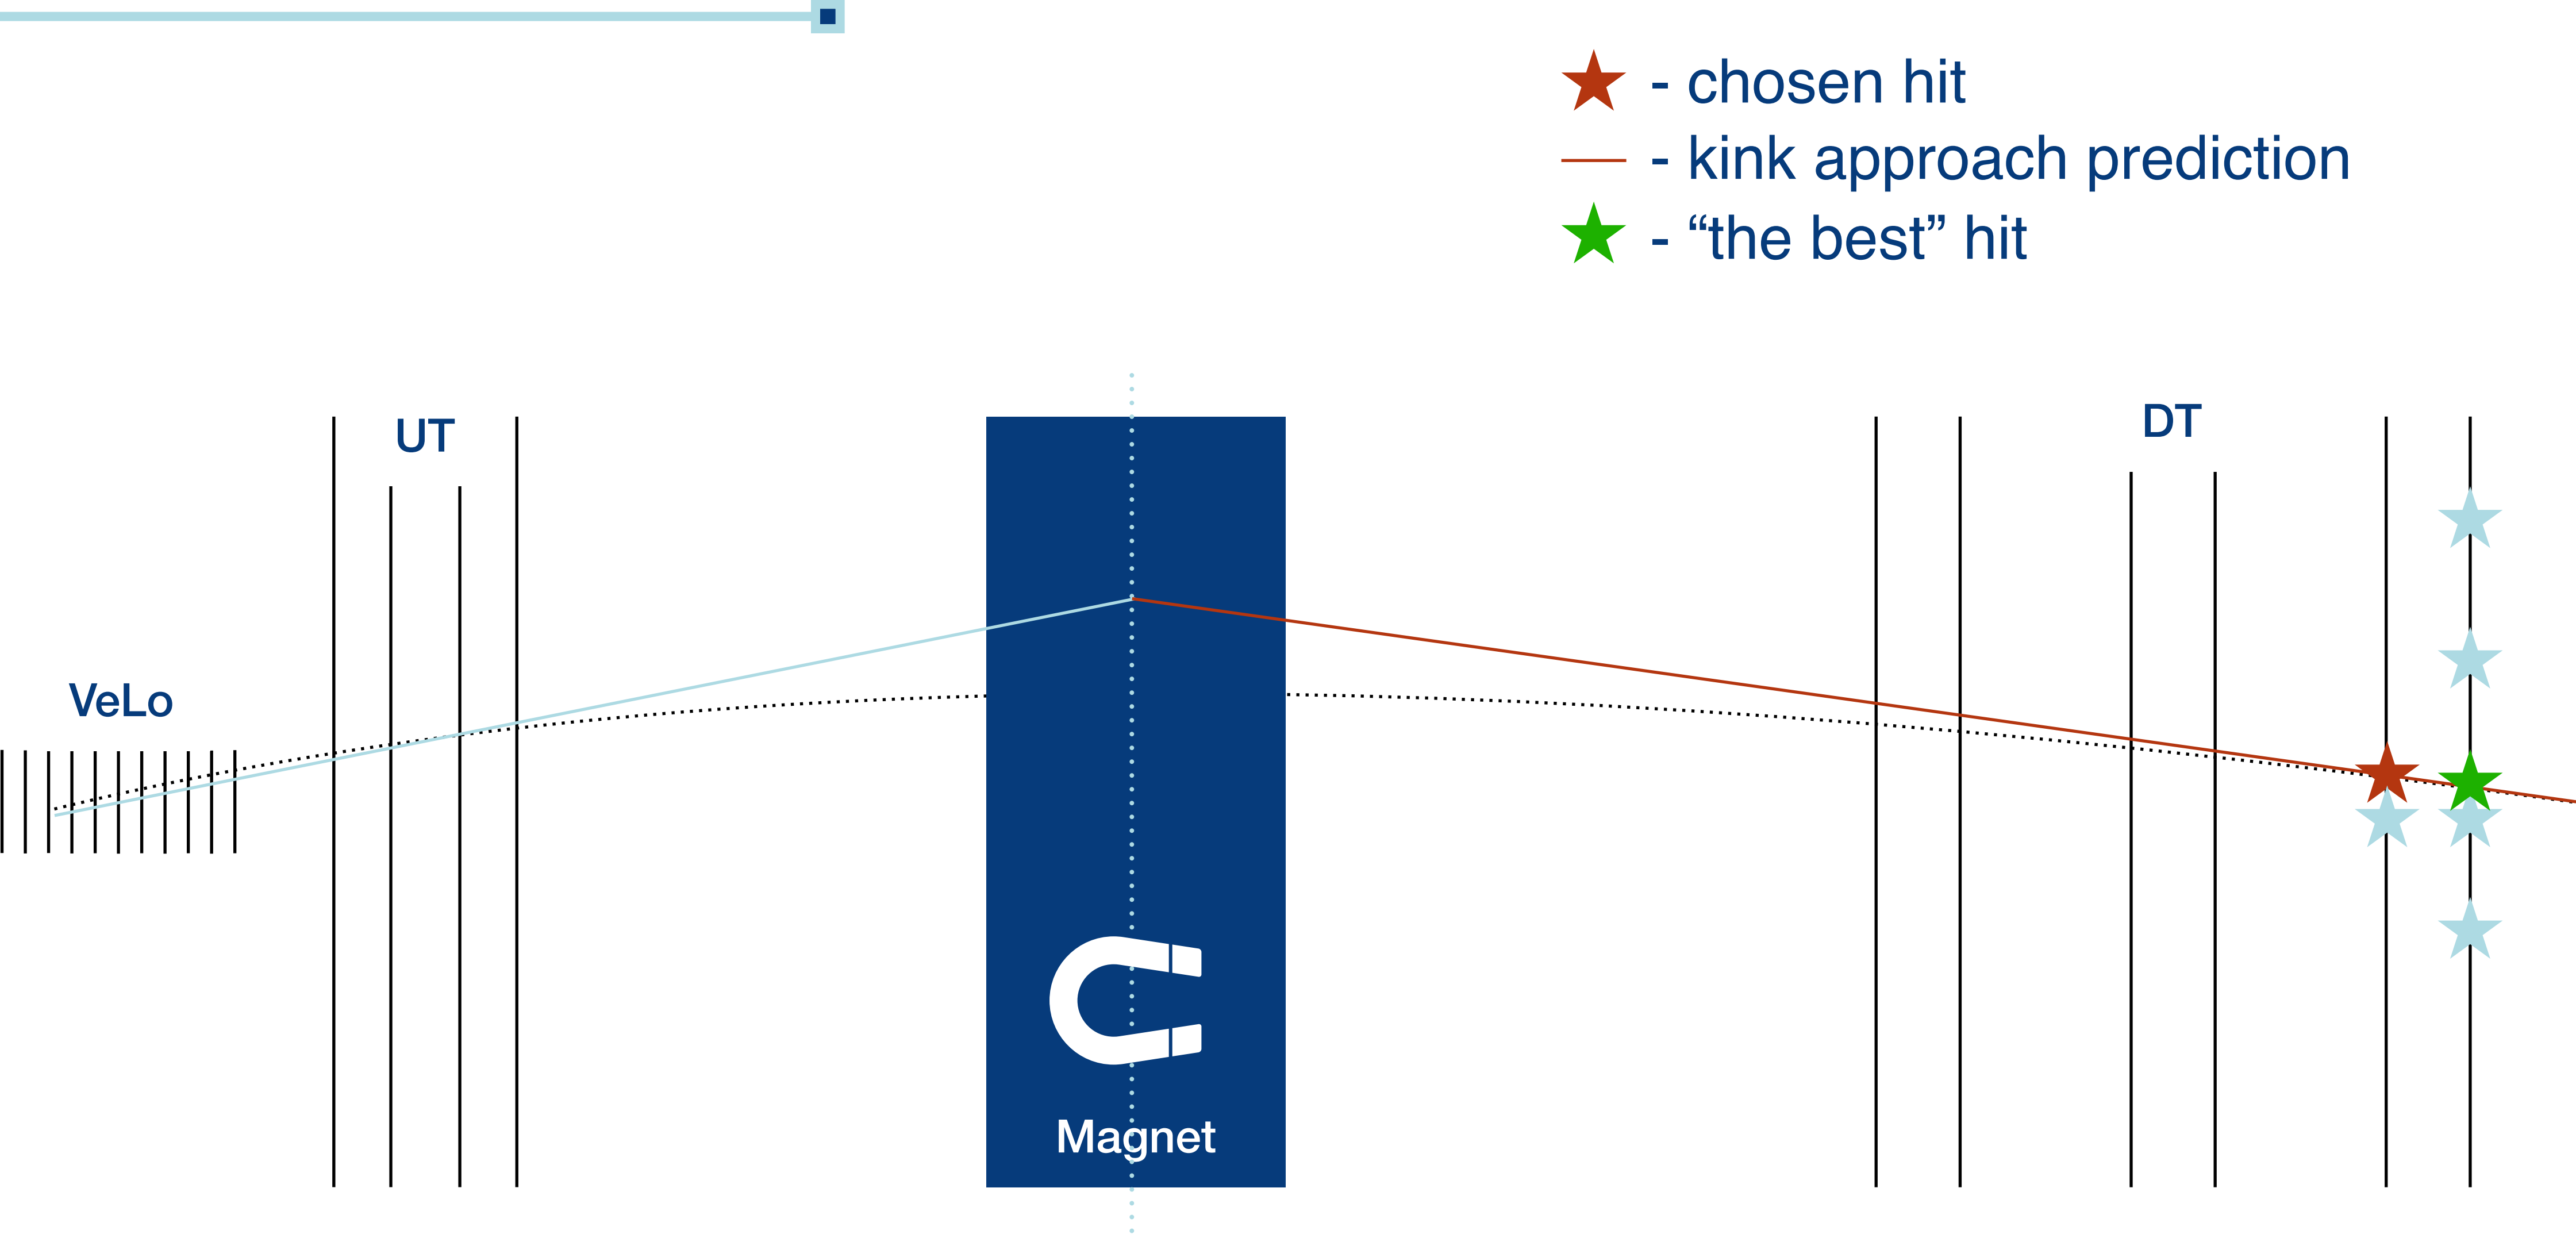 - chosen hit
- kink approach prediction
- “the best” hit
UT
DT
VeLo
Magnet